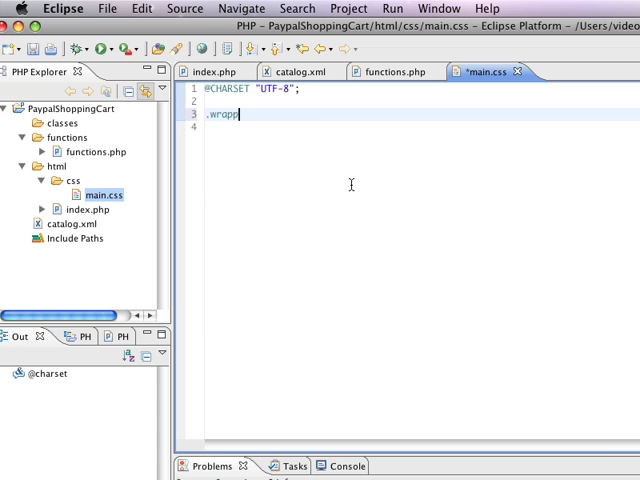 Eclipse File Edit Source Navigate Search Project Run Window Help
PHP - PaypalShoppingCart/html/css/main.css - Eclipse Platform - /Users/video
PHP Explorer
index.php catalog.xml functions.php *main.css
PaypalShoppingCart
classes
functions
functions.php
html
css
main.css
index.php
catalog.xml
Include Paths
1 @CHARSET "UTF-8";
2
3 .wrapp
4
Out PH PH
@charset
Problems Tasks Console